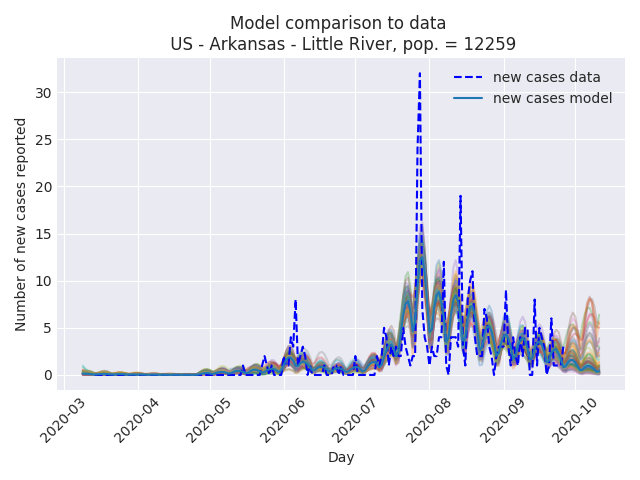 Model comparison to data
US - Arkansas - Little River, pop. = 12259
new cases data
new cases model
Number of new cases reported
30
25
20
15
10
5
0
2020-03
2020-04
2020-05
2020-06
2020-07
2020-08
2020-09
2020-10
Day